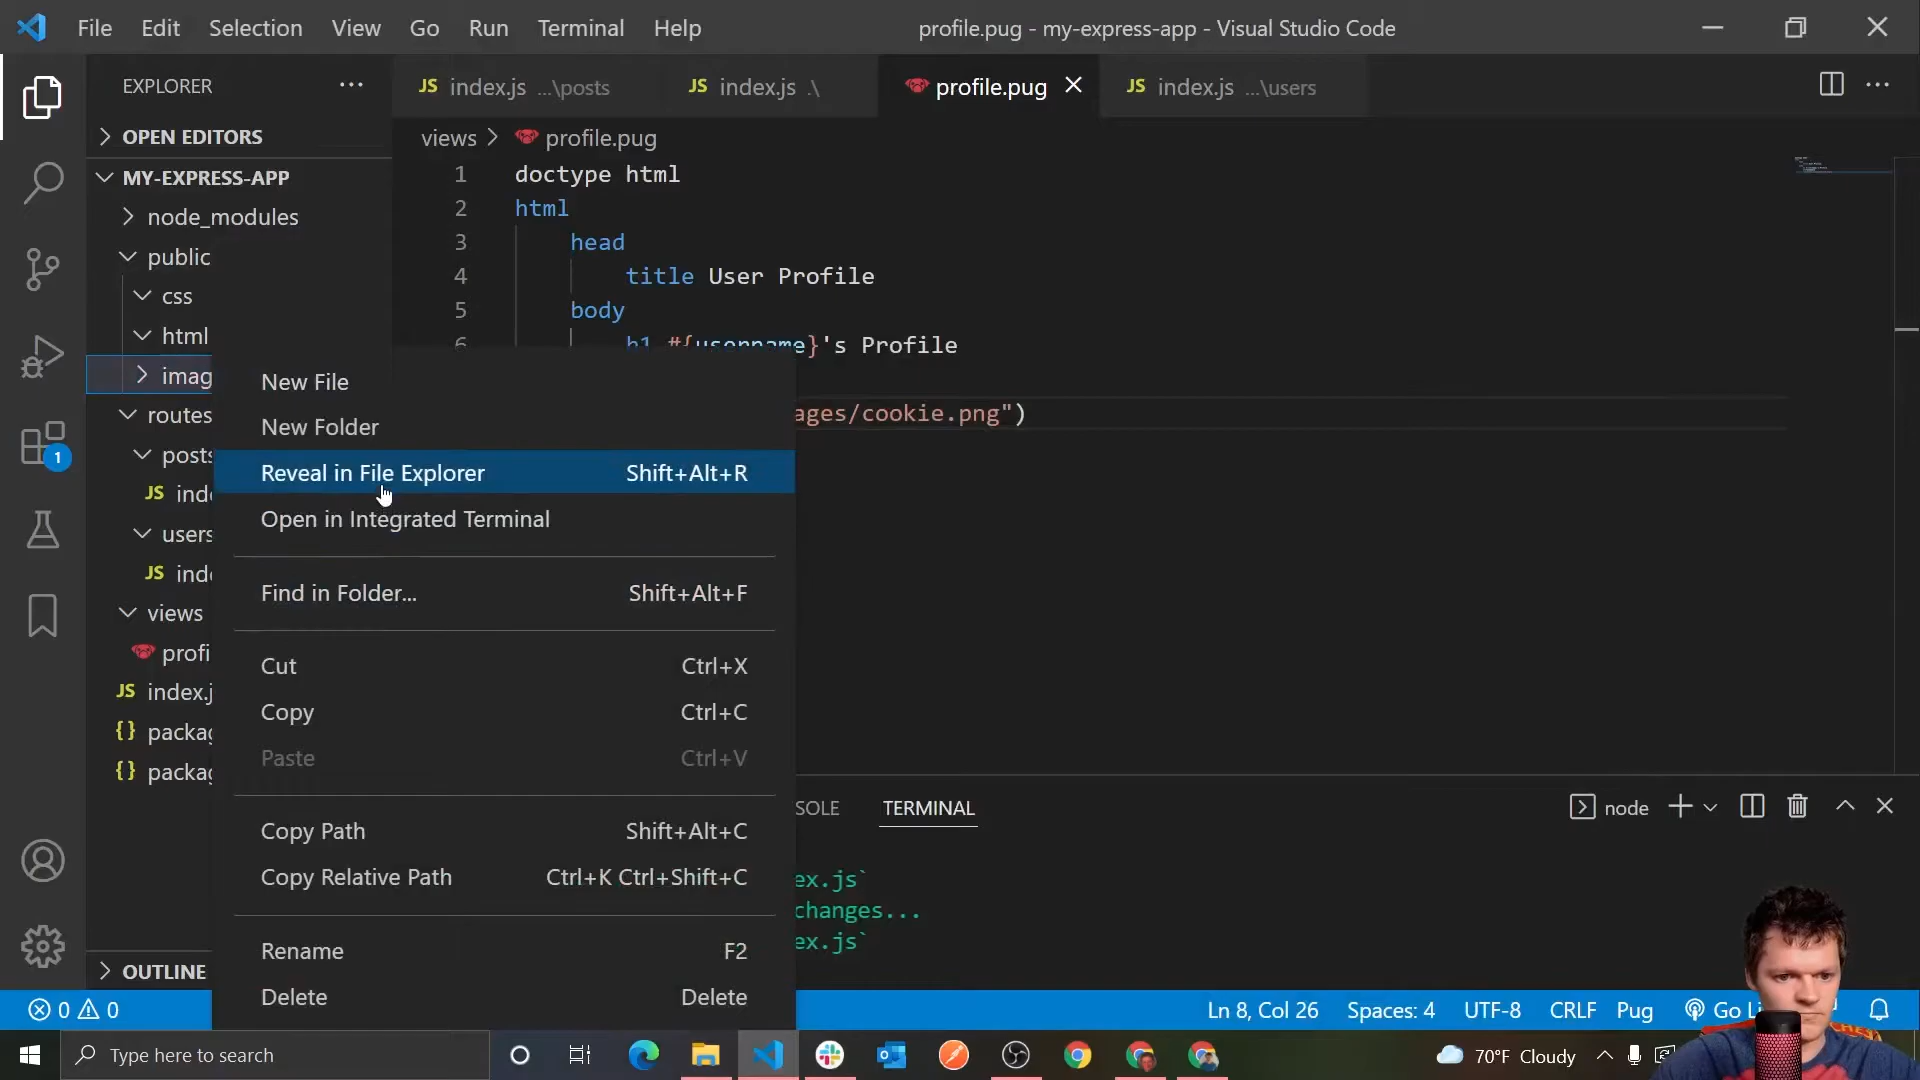 File Edit Selection View Go Run Terminal Help profile.pug - my-express-app - Visual Studio Code
EXPLORER ...
JS index.js ...\posts JS index.js .\ profile.pug JS index.js ...\users
OPEN EDITORS
MY-EXPRESS-APP
node_modules
public
css
html
imag
routes
posts
JS ind
users
JS ind
views
profi
JS index.j
{} packag
{} packag
OUTLINE
1
views > profile.pug
1 doctype html
2 html
3 head
4 title User Profile
5 body
6 h1 #{username}'s Profile
ages/cookie.png")
New File
New Folder
Reveal in File Explorer Shift+Alt+R
Open in Integrated Terminal
Find in Folder... Shift+Alt+F
Cut Ctrl+X
Copy Ctrl+C
Paste Ctrl+V
Copy Path Shift+Alt+C
Copy Relative Path Ctrl+K Ctrl+Shift+C
Rename F2
Delete Delete
SOLE TERMINAL node
ex.js`
changes...
ex.js`
0 0 Ln 8, Col 26 Spaces: 4 UTF-8 CRLF Pug Go Li
Type here to search 70°F Cloudy